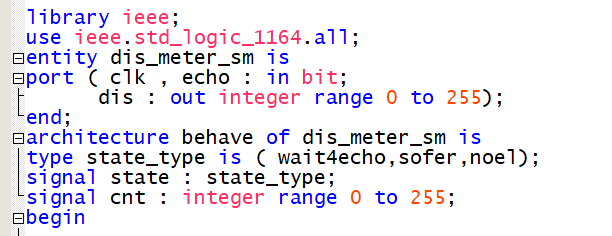 library ieee;
use ieee.std_logic_1164.all;
entity dis_meter_sm is
port ( clk , echo : in bit;
dis : out integer range 0 to 255);
end;
architecture behave of dis_meter_sm is
type state_type is ( wait4echo,sofer,noel);
signal state : state_type;
signal cnt : integer range 0 to 255;
begin